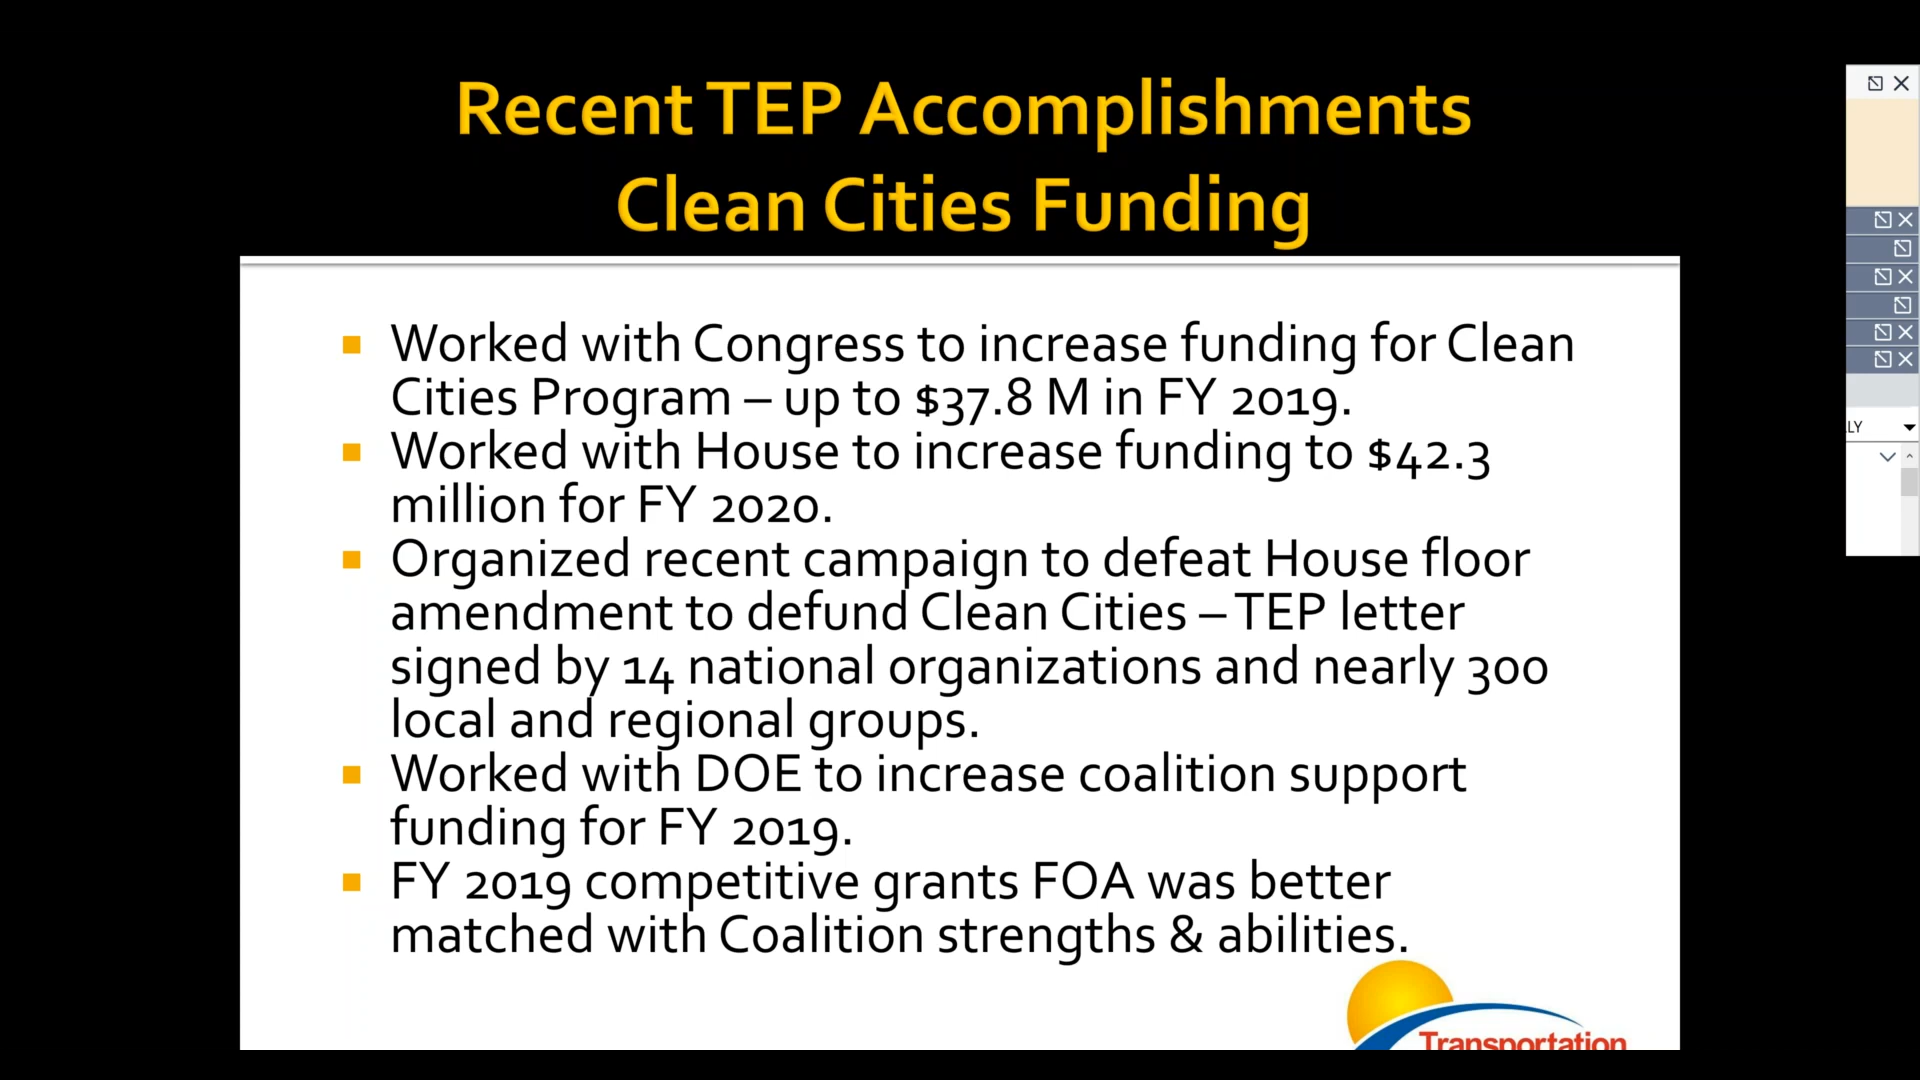 Recent TEP Accomplishments
Clean Cities Funding
Worked with Congress to increase funding for Clean
Cities Program – up to $37.8 M in FY 2019.
Worked with House to increase funding to $42.3
million for FY 2020.
Organized recent campaign to defeat House floor
amendment to defund Clean Cities – TEP letter
signed by 14 national organizations and nearly 300
local and regional groups.
Worked with DOE to increase coalition support
funding for FY 2019.
FY 2019 competitive grants FOA was better
matched with Coalition strengths & abilities.
Transportation
LY